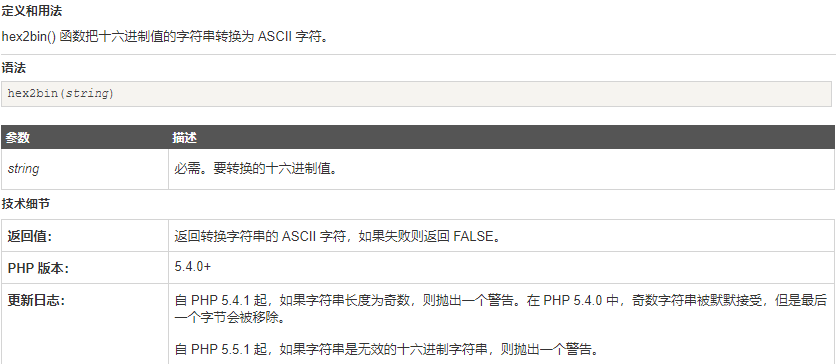 定义和用法
hex2bin() 函数把十六进制值的字符串转换为 ASCII 字符。
语法
hex2bin(string)
参数 描述
string 必需。要转换的十六进制值。
技术细节
返回值： 返回转换字符串的 ASCII 字符，如果失败则返回 FALSE。
PHP 版本： 5.4.0+
更新日志： 自 PHP 5.4.1 起，如果字符串长度为奇数，则抛出一个警告。在 PHP 5.4.0 中，奇数字符串被默默接受，但是最后
一个字节会被移除。
自 PHP 5.5.1 起，如果字符串是无效的十六进制字符串，则抛出一个警告。